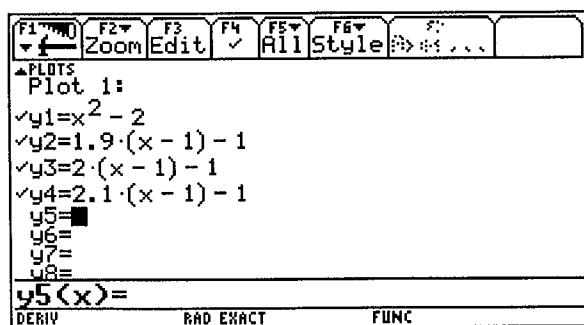 F1 F2 F3 F4 F5 F6
Zoom Edit ✓ All Style ...
PLOTS
Plot 1:
✓y1=x² - 2
✓y2=1.9·(x - 1) - 1
✓y3=2·(x - 1) - 1
✓y4=2.1·(x - 1) - 1
y5=
y6=
y7=
y8=
y5(x)=
DERIV RAD EXACT FUNC